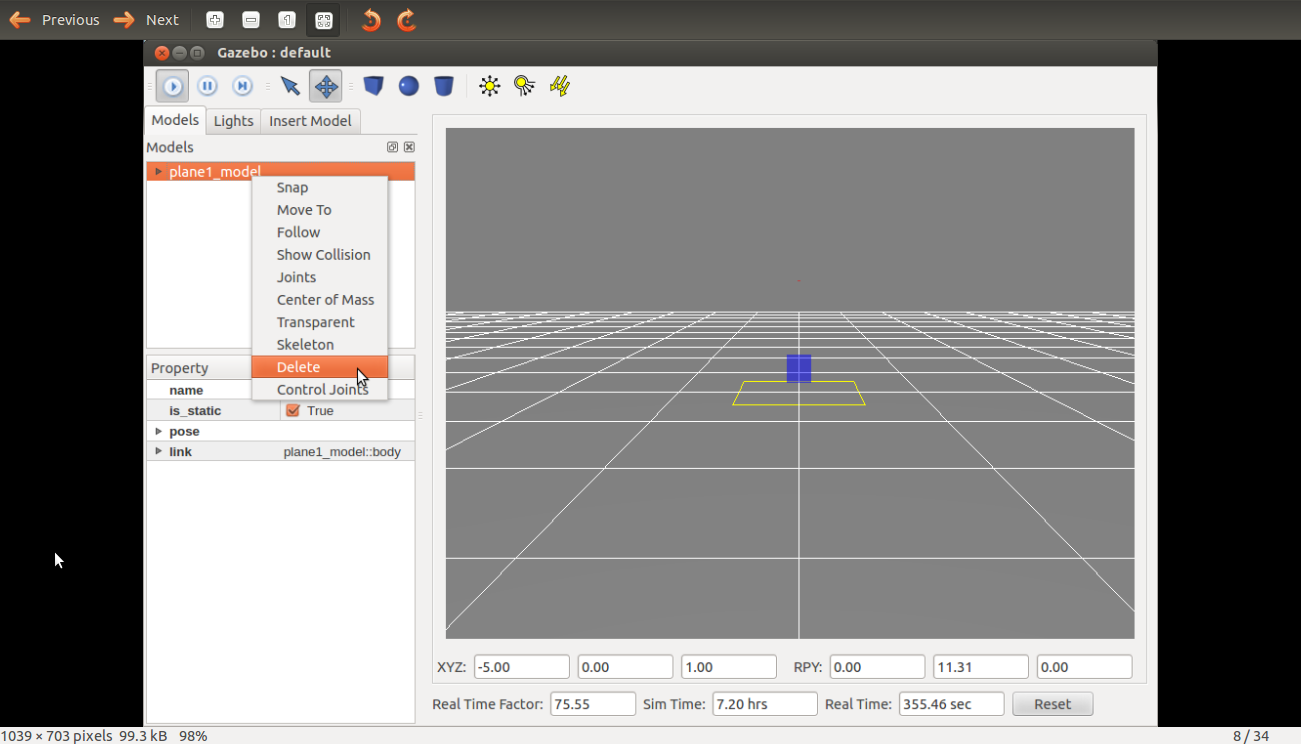 Previous Next
Gazebo : default
Models Lights Insert Model
Models
plane1_model
Snap
Move To
Follow
Show Collision
Joints
Center of Mass
Transparent
Skeleton
Delete
Control Joints
Property
name
is_static True
pose
link plane1_model::body
XYZ: -5.00 0.00 1.00 RPY: 0.00 11.31 0.00
Real Time Factor: 75.55 Sim Time: 7.20 hrs Real Time: 355.46 sec Reset
1039 × 703 pixels 99.3 kB 98% 8 / 34